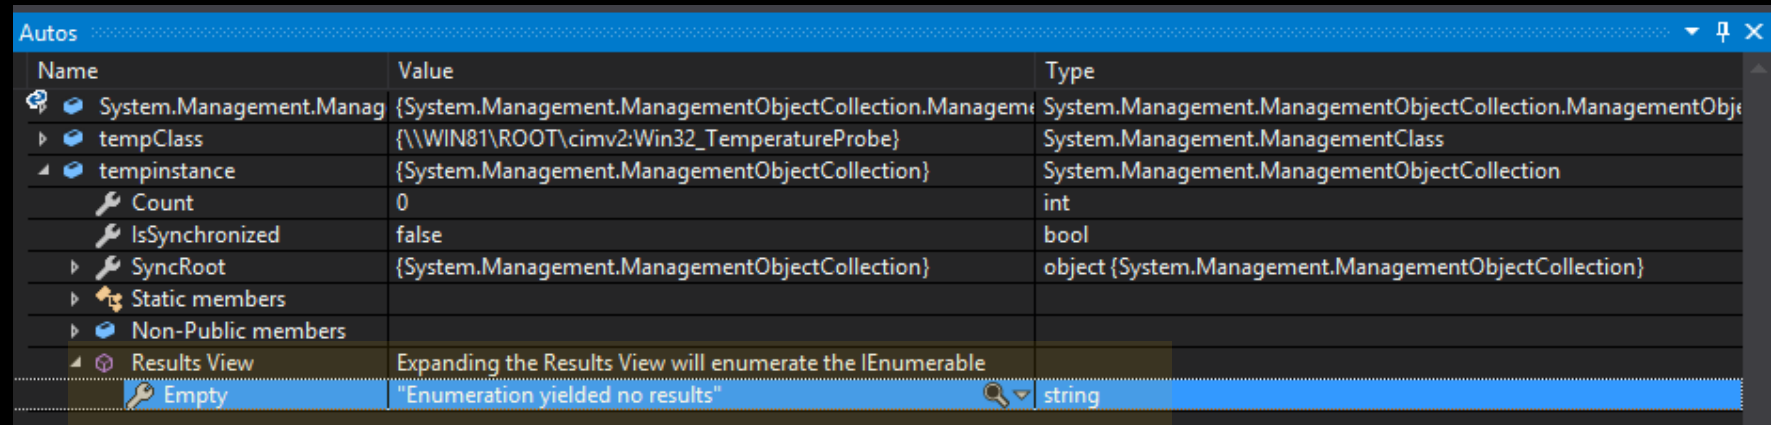 Autos
Name Value Type
System.Management.Manag {System.Management.ManagementObjectCollection.Manageme System.Management.ManagementObjectCollection.ManagementObje
tempClass {\\WIN81\ROOT\cimv2:Win32_TemperatureProbe} System.Management.ManagementClass
tempinstance {System.Management.ManagementObjectCollection} System.Management.ManagementObjectCollection
Count 0 int
IsSynchronized false bool
SyncRoot {System.Management.ManagementObjectCollection} object {System.Management.ManagementObjectCollection}
Static members
Non-Public members
Results View Expanding the Results View will enumerate the IEnumerable
Empty "Enumeration yielded no results" string